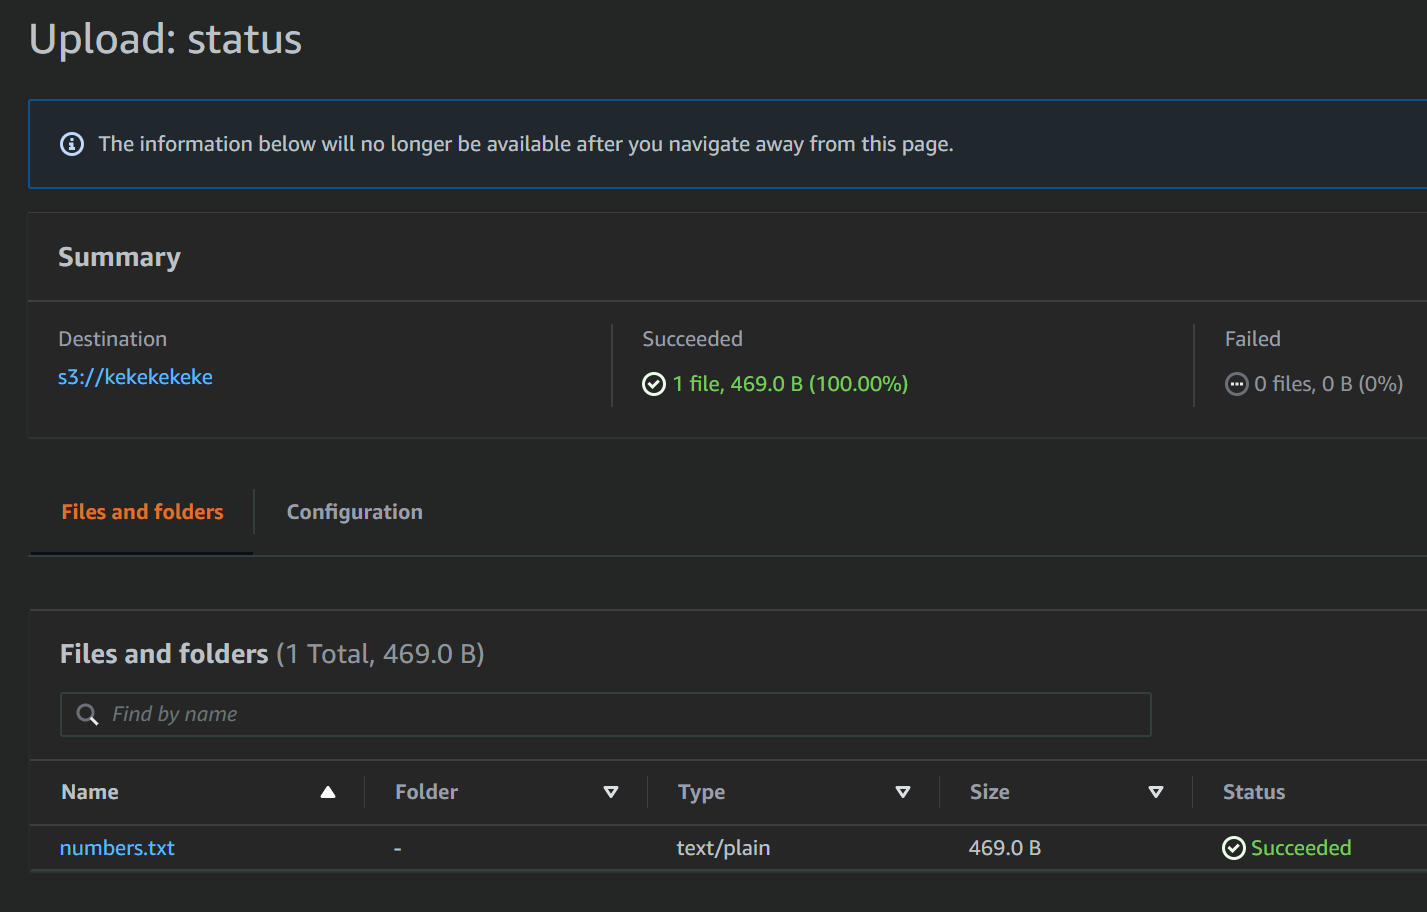 Upload: status
The information below will no longer be available after you navigate away from this page.
Summary
Destination
s3://kekekekeke
Succeeded
1 file, 469.0 B (100.00%)
Failed
0 files, 0 B (0%)
Files and folders
Configuration
Files and folders (1 Total, 469.0 B)
Find by name
Name Folder Type Size Status
numbers.txt - text/plain 469.0 B Succeeded